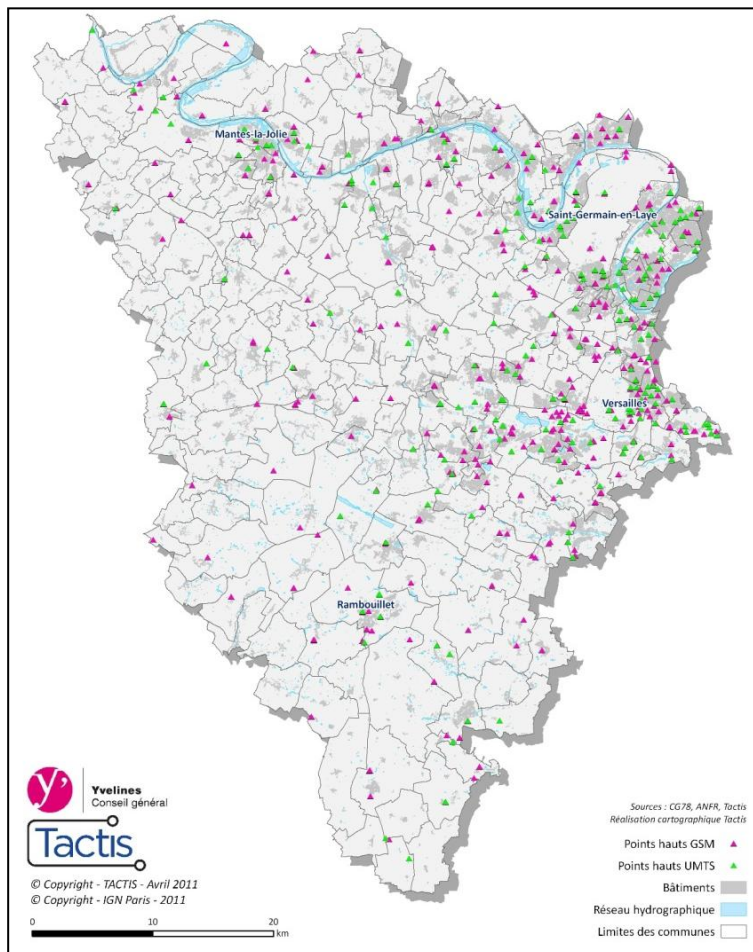 Mantes-la-Jolie
Saint-Germain-en-Laye
Versailles
Rambouillet
y'
Yvelines
Conseil général
Tactis
© Copyright - TACTIS - Avril 2011
© Copyright - IGN Paris - 2011
0 10 20
km
Sources : CG78, ANFR, Tactis
Réalisation cartographique Tactis
Points hauts GSM
Points hauts UMTS
Bâtiments
Réseau hydrographique
Limites des communes